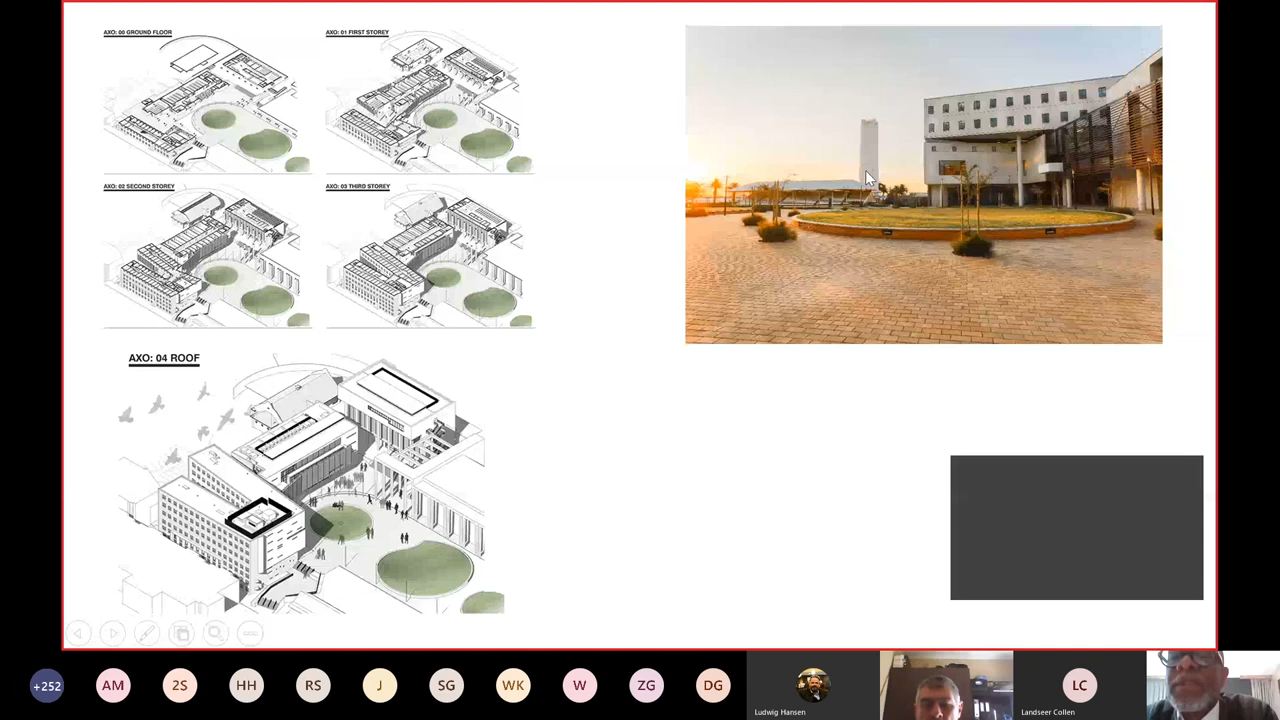 AXO: 00 GROUND FLOOR
AXO: 01 FIRST STOREY
AXO: 02 SECOND STOREY
AXO: 03 THIRD STOREY
AXO: 04 ROOF
+252
AM
2S
HH
RS
J
SG
WK
W
ZG
DG
Ludwig Hansen
LC
Landseer Collen